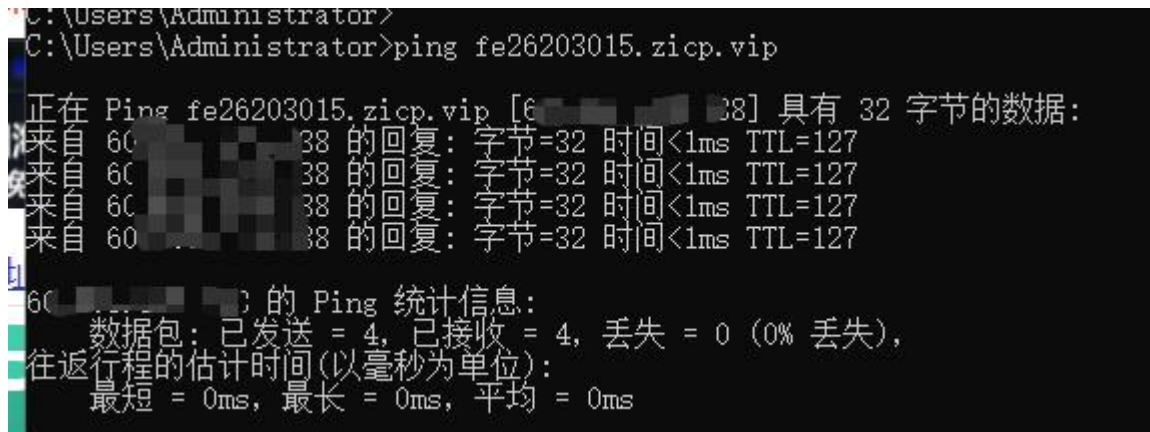 C:\Users\Administrator>
C:\Users\Administrator>ping fe26203015.zicp.vip
正在 Ping fe26203015.zicp.vip [6 38] 具有 32 字节的数据:
来自 60 38 的回复: 字节=32 时间<1ms TTL=127
来自 60 38 的回复: 字节=32 时间<1ms TTL=127
来自 60 38 的回复: 字节=32 时间<1ms TTL=127
来自 60 38 的回复: 字节=32 时间<1ms TTL=127
60 的 Ping 统计信息:
数据包: 已发送 = 4, 已接收 = 4, 丢失 = 0 (0% 丢失),
往返行程的估计时间(以毫秒为单位):
最短 = 0ms, 最长 = 0ms, 平均 = 0ms